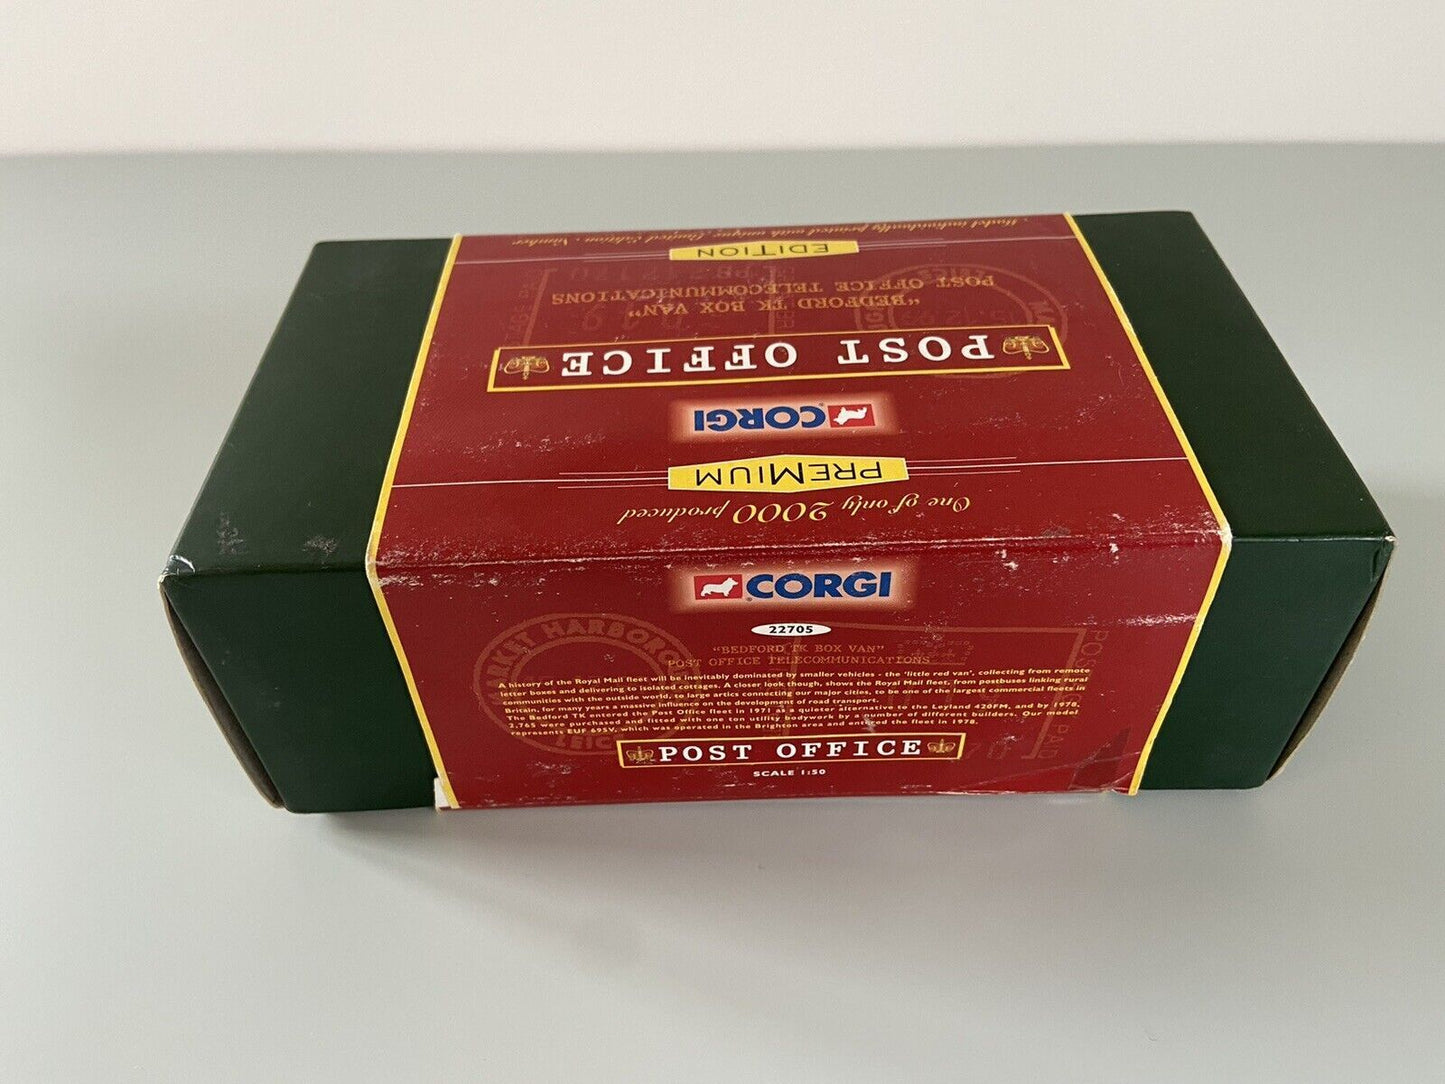 Model individually printed with unique Limited Edition Number
EDITION
"BEDFORD TK BOX VAN"
POST OFFICE TELECOMMUNICATIONS
POST OFFICE
CORGI
PREMIUM
One of only 2000 produced
CORGI
22705
"BEDFORD TK BOX VAN"
POST OFFICE TELECOMMUNICATIONS
A history of the Royal Mail fleet will be inevitably dominated by smaller vehicles - the 'little red van', collecting from remote
letter boxes and delivering to isolated cottages. A closer look though, shows the Royal Mail fleet, from postbuses linking rural
communities with the outside world, to large artics connecting our major cities, to be one of the largest commercial fleets in
Britain, for many years a massive influence on the development of road transport.
The Bedford TK entered the Post Office fleet in 1971 as a quieter alternative to the Leyland 420FM, and by 1978,
2,765 were purchased and fitted with one ton utility bodywork by a number of different builders. Our model
represents EUF 695V, which was operated in the Brighton area and entered the fleet in 1978.
POST OFFICE
SCALE 1:50
MARKET HARBORO
LEIC